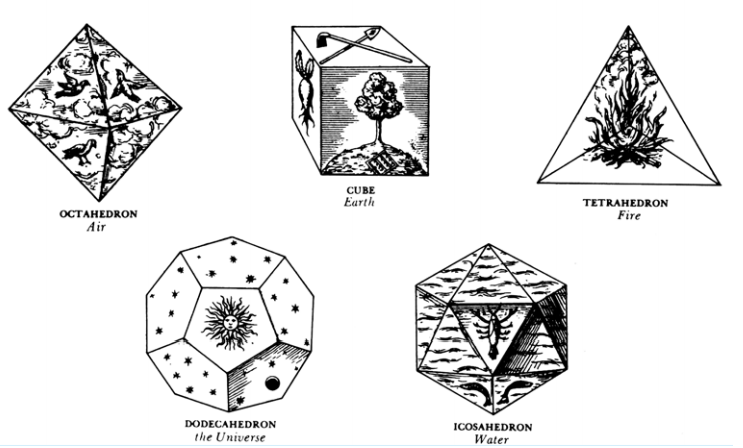 OCTAHEDRON
Air
CUBE
Earth
TETRAHEDRON
Fire
DODECAHEDRON
the Universe
ICOSAHEDRON
Water